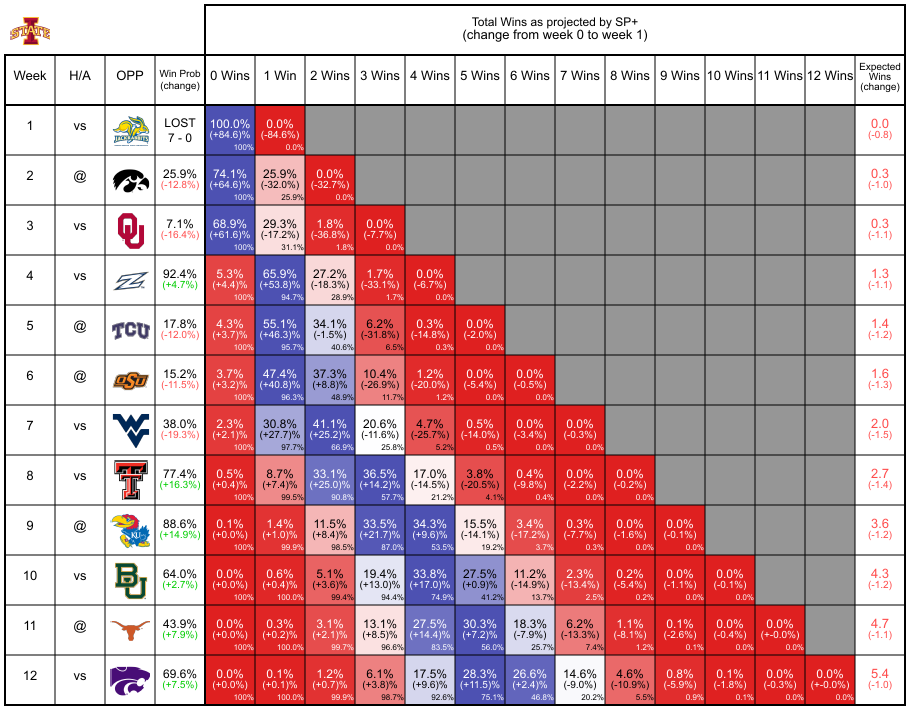 STATE
Total Wins as projected by SP+
(change from week 0 to week 1)
Week H/A OPP Win Prob (change) 0 Wins 1 Win 2 Wins 3 Wins 4 Wins 5 Wins 6 Wins 7 Wins 8 Wins 9 Wins 10 Wins 11 Wins 12 Wins Expected Wins (change)
1 vs JACKRABBITS LOST 100.0% 0.0% 0.0
7 - 0 (+84.6)% (-84.6%) (-0.8)
100% 0.0%
2 @ 25.9% 74.1% 25.9% 0.0% 0.3
(-12.8%) (+64.6)% (-32.0%) (-32.7%) (-1.0)
100% 25.9% 0.0%
3 vs OU 7.1% 68.9% 29.3% 1.8% 0.0% 0.3
(-16.4%) (+61.6)% (-17.2%) (-36.8%) (-7.7%) (-1.1)
100% 31.1% 1.8% 0.0%
4 vs Z 92.4% 5.3% 65.9% 27.2% 1.7% 0.0% 1.3
(+4.7%) (+4.4)% (+53.8)% (-18.3%) (-33.1%) (-6.7%) (-1.1)
100% 94.7% 28.9% 1.7% 0.0%
5 @ TCU 17.8% 4.3% 55.1% 34.1% 6.2% 0.3% 0.0% 1.4
(-12.0%) (+3.7)% (+46.3)% (-1.5%) (-31.8%) (-14.8%) (-2.0%) (-1.2)
100% 95.7% 40.6% 6.5% 0.3% 0.0%
6 @ OSU 15.2% 3.7% 47.4% 37.3% 10.4% 1.2% 0.0% 0.0% 1.6
(-11.5%) (+3.2)% (+40.8)% (+8.8)% (-26.9%) (-20.0%) (-5.4%) (-0.5%) (-1.3)
100% 96.3% 48.9% 11.7% 1.2% 0.0% 0.0%
7 vs WV 38.0% 2.3% 30.8% 41.1% 20.6% 4.7% 0.5% 0.0% 0.0% 2.0
(-19.3%) (+2.1)% (+27.7)% (+25.2)% (-11.6%) (-25.7%) (-14.0%) (-3.4%) (-0.3%) (-1.5)
100% 97.7% 66.9% 25.8% 5.2% 0.5% 0.0% 0.0%
8 vs T 77.4% 0.5% 8.7% 33.1% 36.5% 17.0% 3.8% 0.4% 0.0% 0.0% 2.7
(+16.3%) (+0.4)% (+7.4)% (+25.0)% (+14.2)% (-14.5%) (-20.5%) (-9.8%) (-2.2%) (-0.2%) (-1.4)
100% 99.5% 90.8% 57.7% 21.2% 4.1% 0.4% 0.0% 0.0%
9 @ KU 88.6% 0.1% 1.4% 11.5% 33.5% 34.3% 15.5% 3.4% 0.3% 0.0% 0.0% 3.6
(+14.9%) (+0.0)% (+1.0)% (+8.4)% (+21.7)% (+9.6)% (-14.1%) (-17.2%) (-7.7%) (-1.6%) (-0.1%) (-1.2)
100% 99.9% 98.5% 87.0% 53.5% 19.2% 3.7% 0.3% 0.0% 0.0%
10 vs BU 64.0% 0.0% 0.6% 5.1% 19.4% 33.8% 27.5% 11.2% 2.3% 0.2% 0.0% 0.0% 4.3
(+2.7%) (+0.0)% (+0.4)% (+3.6)% (+13.0)% (+17.0)% (+0.9)% (-14.9%) (-13.4%) (-5.4%) (-1.1%) (-0.1%) (-1.2)
100% 100.0% 99.4% 94.4% 74.9% 41.2% 13.7% 2.5% 0.2% 0.0% 0.0%
11 @ 43.9% 0.0% 0.3% 3.1% 13.1% 27.5% 30.3% 18.3% 6.2% 1.1% 0.1% 0.0% 0.0% 4.7
(+7.9%) (+0.0)% (+0.2)% (+2.1)% (+8.5)% (+14.4)% (+7.2)% (-7.9%) (-13.3%) (-8.1%) (-2.6%) (-0.4%) (+-0.0%) (-1.1)
100% 100.0% 99.7% 96.6% 83.5% 56.0% 25.7% 7.4% 1.2% 0.1% 0.0% 0.0%
12 vs 69.6% 0.0% 0.1% 1.2% 6.1% 17.5% 28.3% 26.6% 14.6% 4.6% 0.8% 0.1% 0.0% 0.0% 5.4
(+7.5%) (+0.0)% (+0.1)% (+0.7)% (+3.8)% (+9.6)% (+11.5)% (+2.4)% (-9.0%) (-10.9%) (-5.9%) (-1.8%) (-0.3%) (+-0.0%) (-1.0)
100% 100.0% 99.9% 98.7% 92.6% 75.1% 46.8% 20.2% 5.5% 0.9% 0.1% 0.0% 0.0%